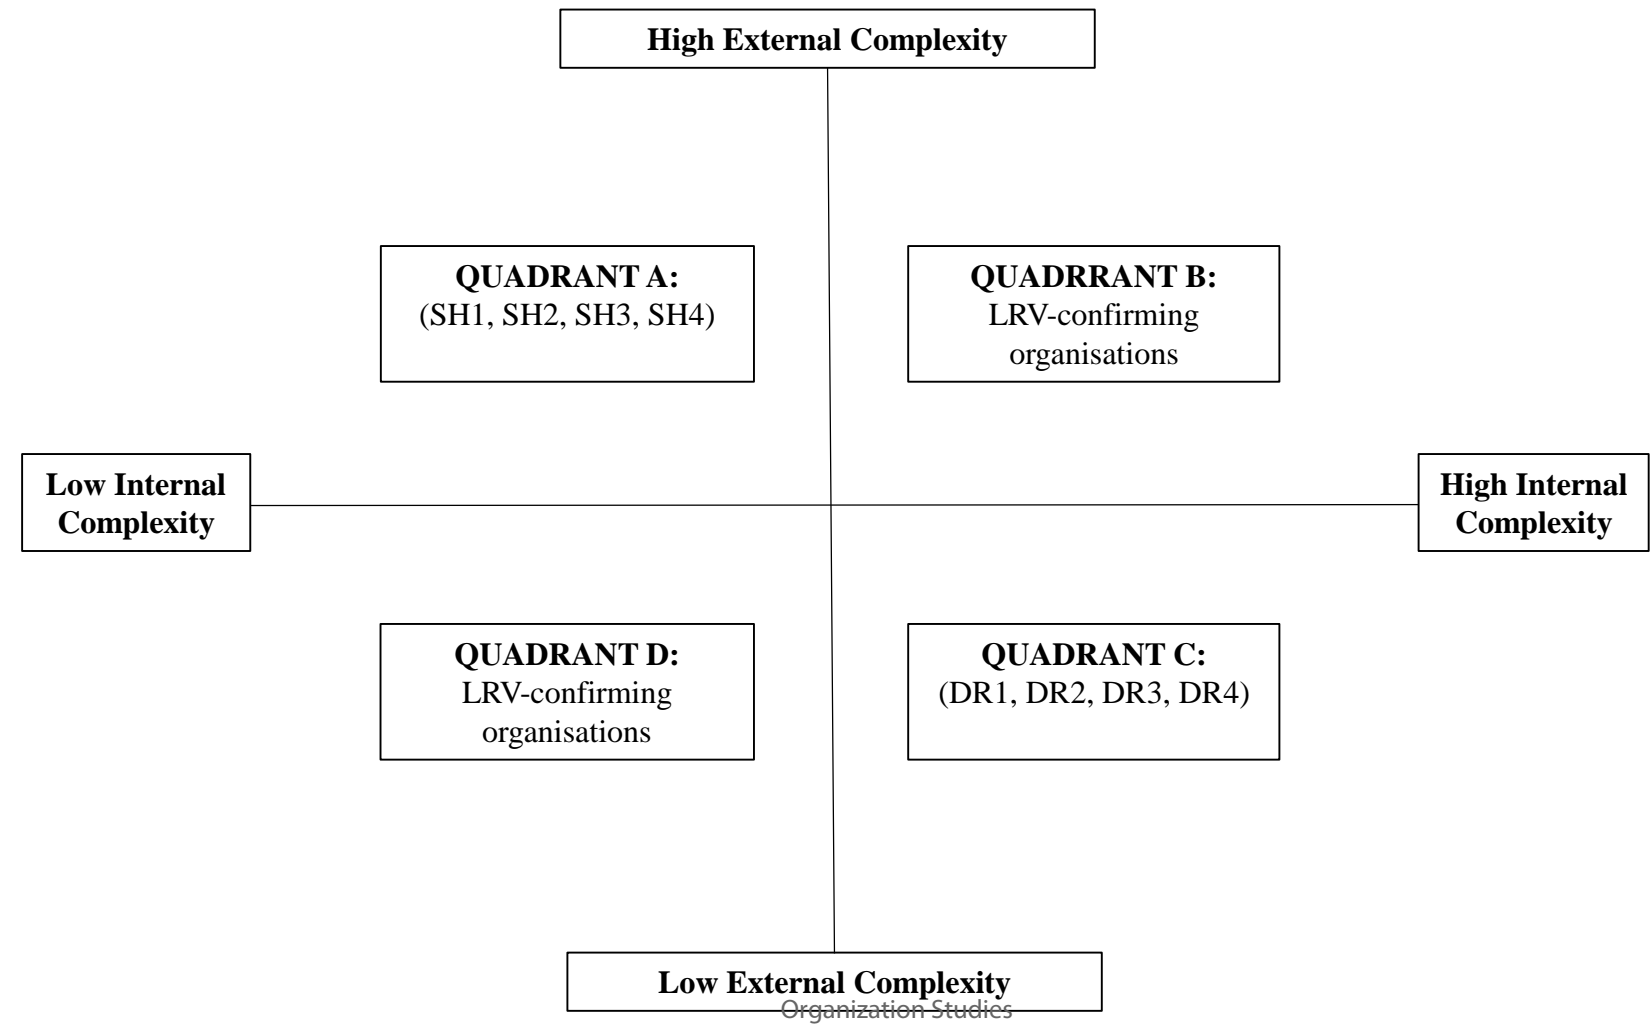 High External Complexity
QUADRANT A:
(SH1, SH2, SH3, SH4)
QUADRRANT B:
LRV-confirming
organisations
Low Internal
Complexity
High Internal
Complexity
QUADRANT D:
LRV-confirming
organisations
QUADRANT C:
(DR1, DR2, DR3, DR4)
Low External Complexity
Organization Studies